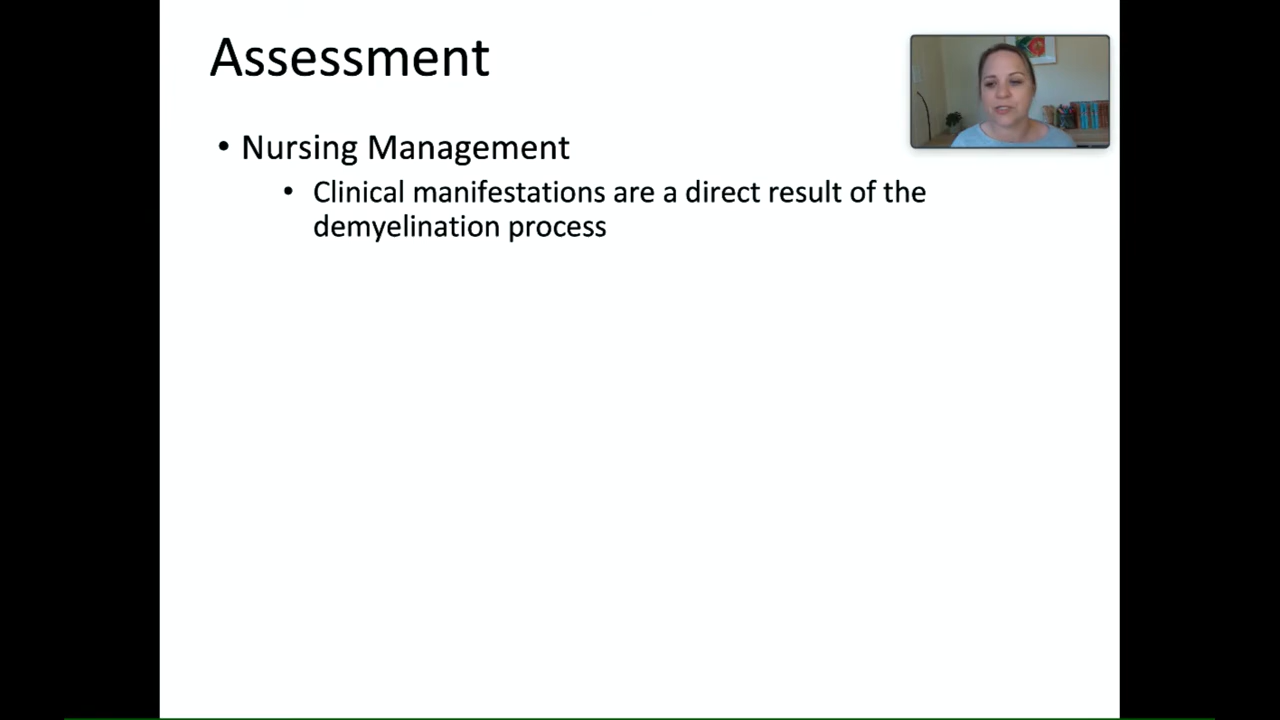 Assessment
• Nursing Management
• Clinical manifestations are a direct result of the
demyelination process